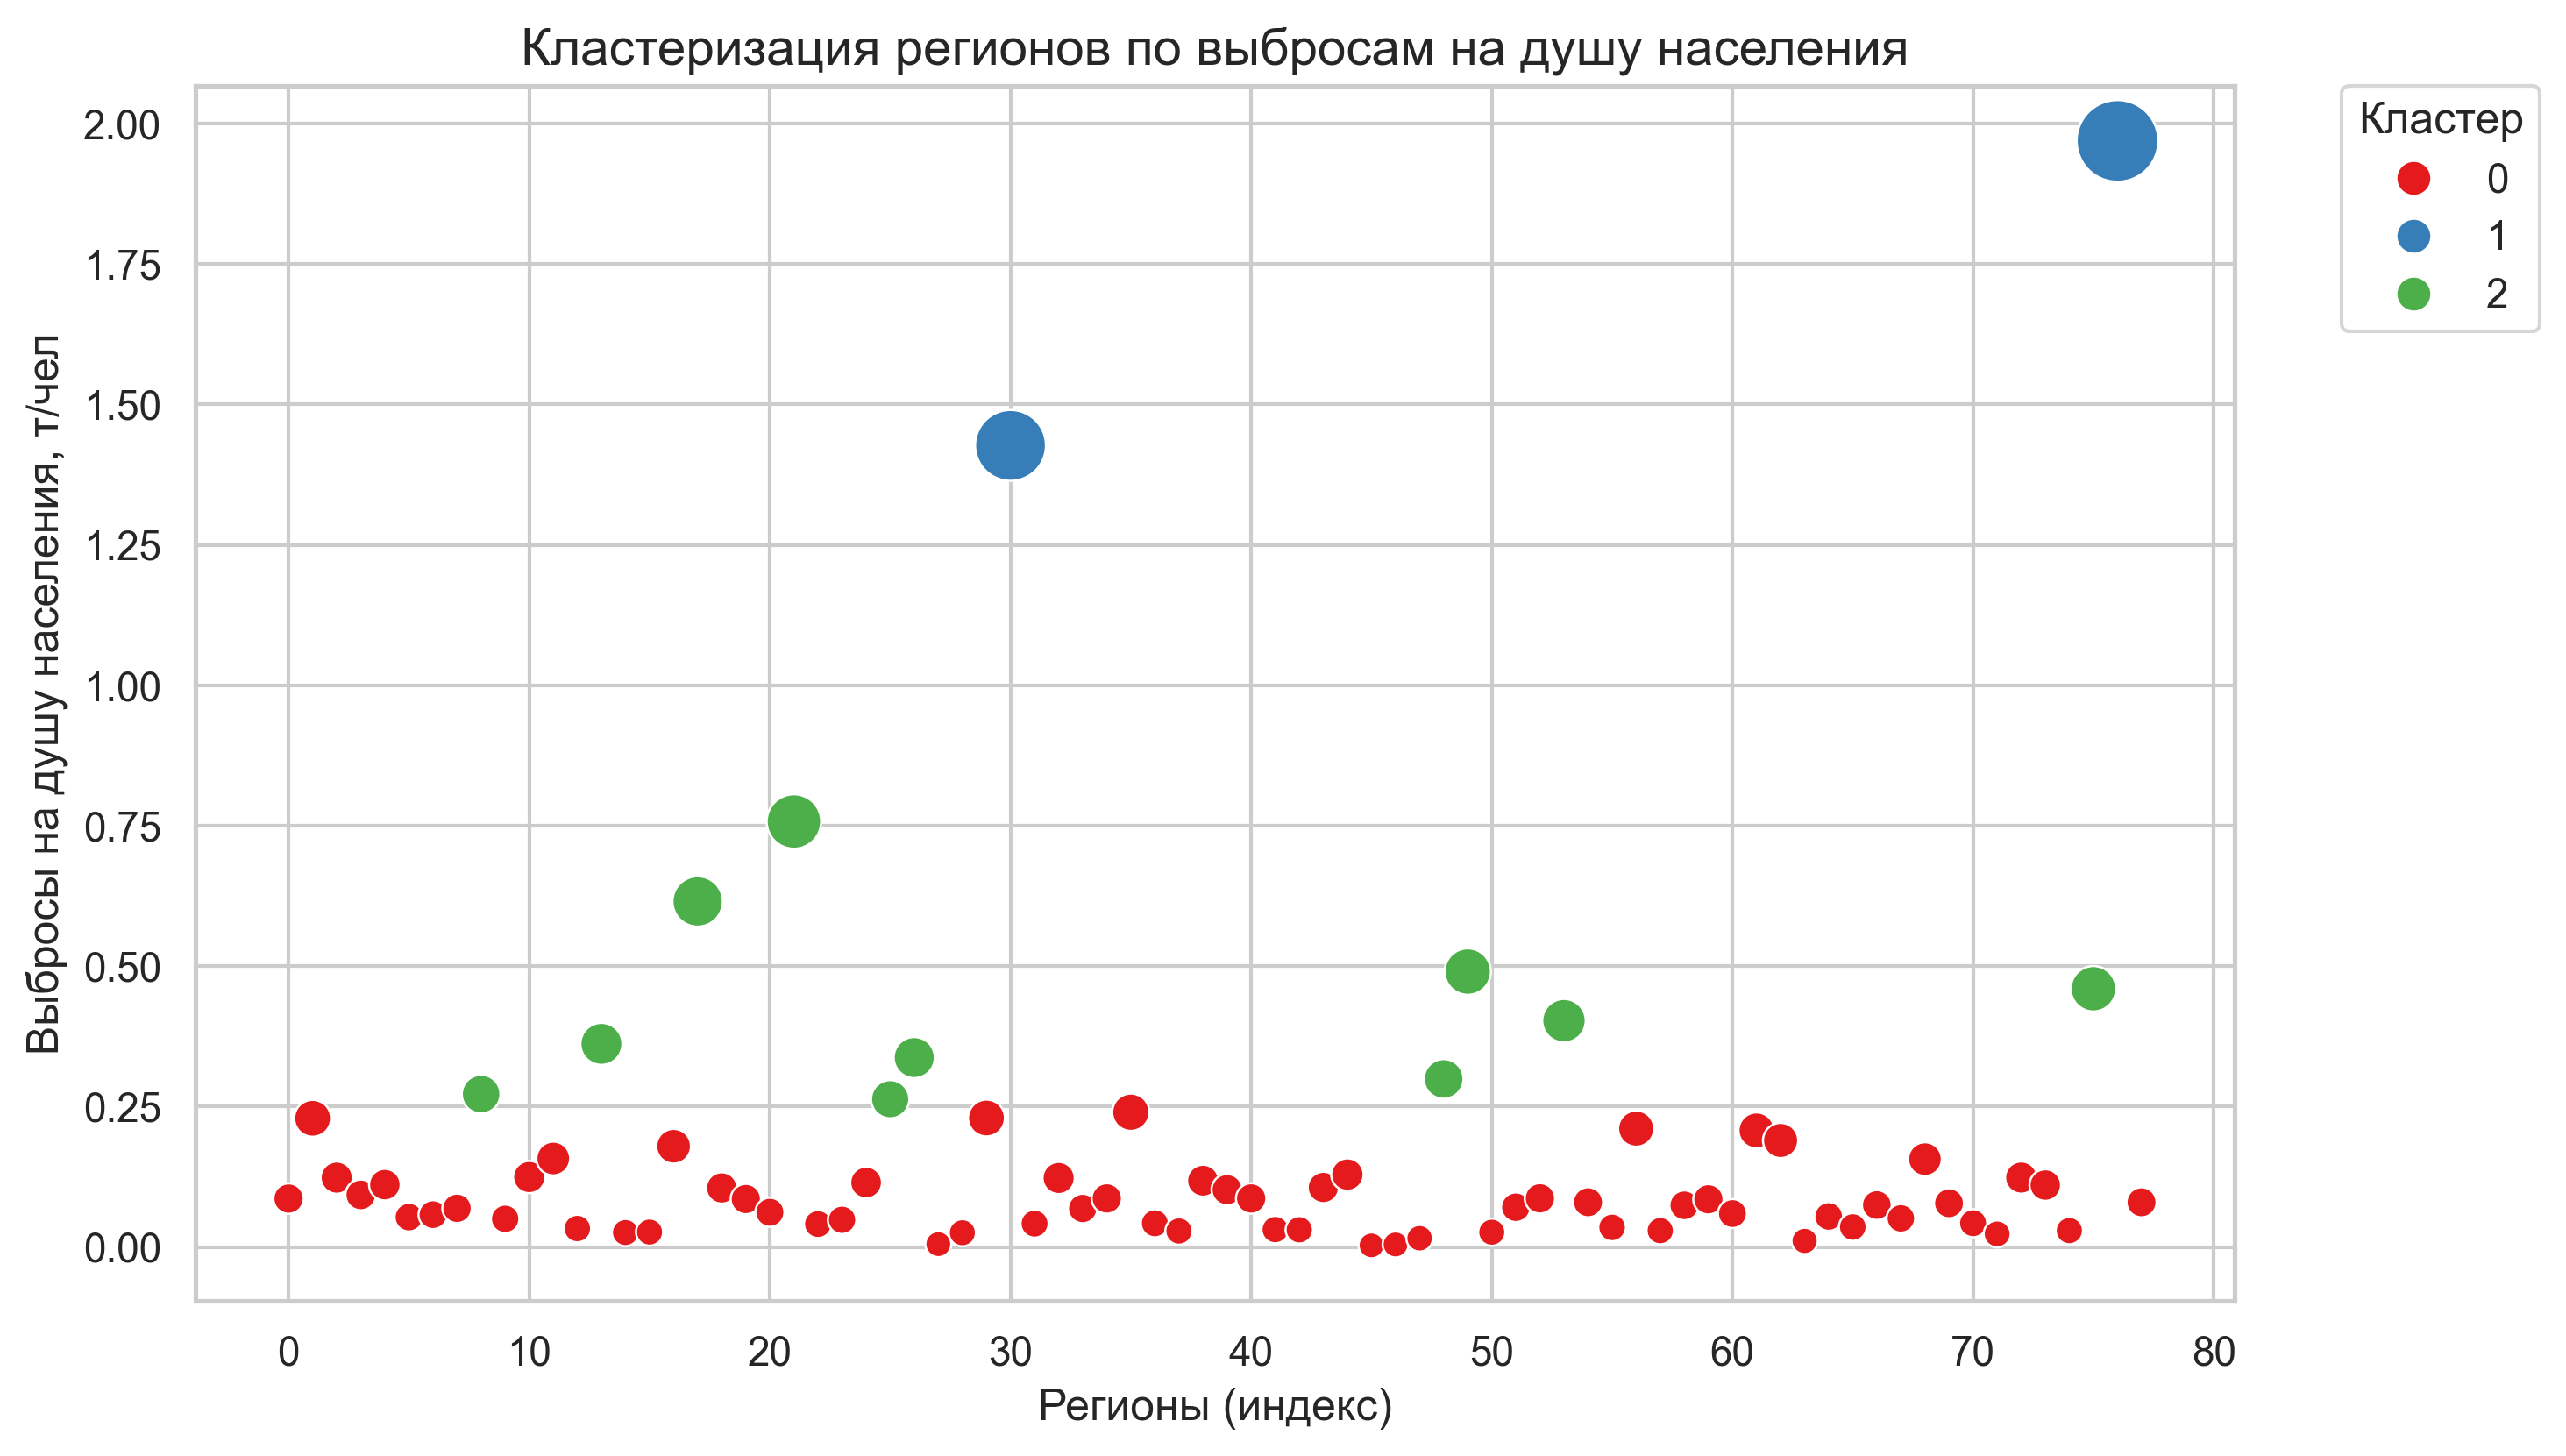 Кластеризация регионов по выбросам на душу населения
Выбросы на душу населения, т/чел
2.00
1.75
1.50
1.25
1.00
0.75
0.50
0.25
0.00
0 10 20 30 40 50 60 70 80
Регионы (индекс)
Кластер
0
1
2